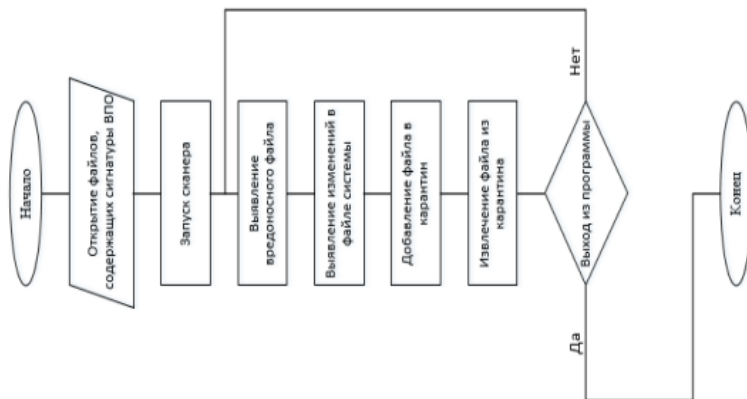 Начало
Открытие файлов,
содержащих сигнатуры ВПО
Запуск сканера
Выявление
вредоносного файла
Выявление изменений в
файле системы
Добавление файла в
карантин
Извлечение файла из
карантина
Выход из программы
Нет
Да
Конец